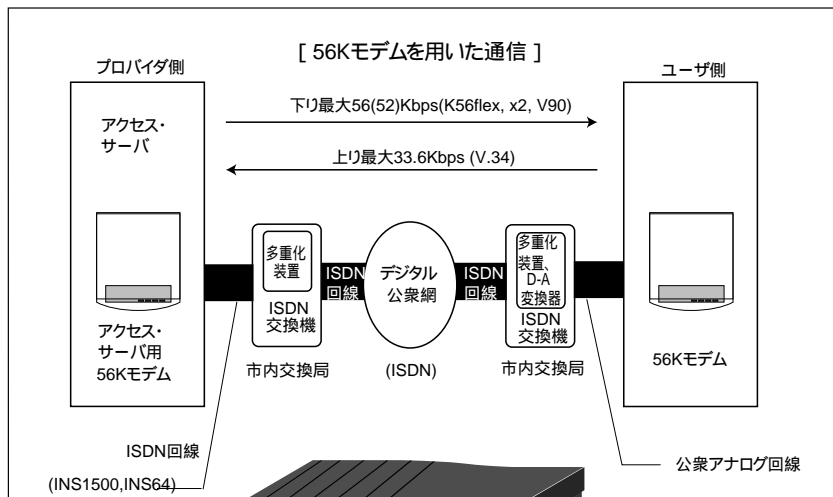 [ 56Kモデムを用いた通信 ]
プロバイダ側
ユーザ側
下り最大56(52)Kbps(K56flex, x2, V90)
アクセス・
サーバ
上り最大33.6Kbps (V.34)
多重化
装置
ISDN
交換機
ISDN
回線
デジタル
公衆網
ISDN
回線
多重化
装置、
D-A
変換器
ISDN
交換機
アクセス・
サーバ用
56Kモデム
市内交換局
(ISDN)
市内交換局
56Kモデム
ISDN回線
(INS1500,INS64)
公衆アナログ回線